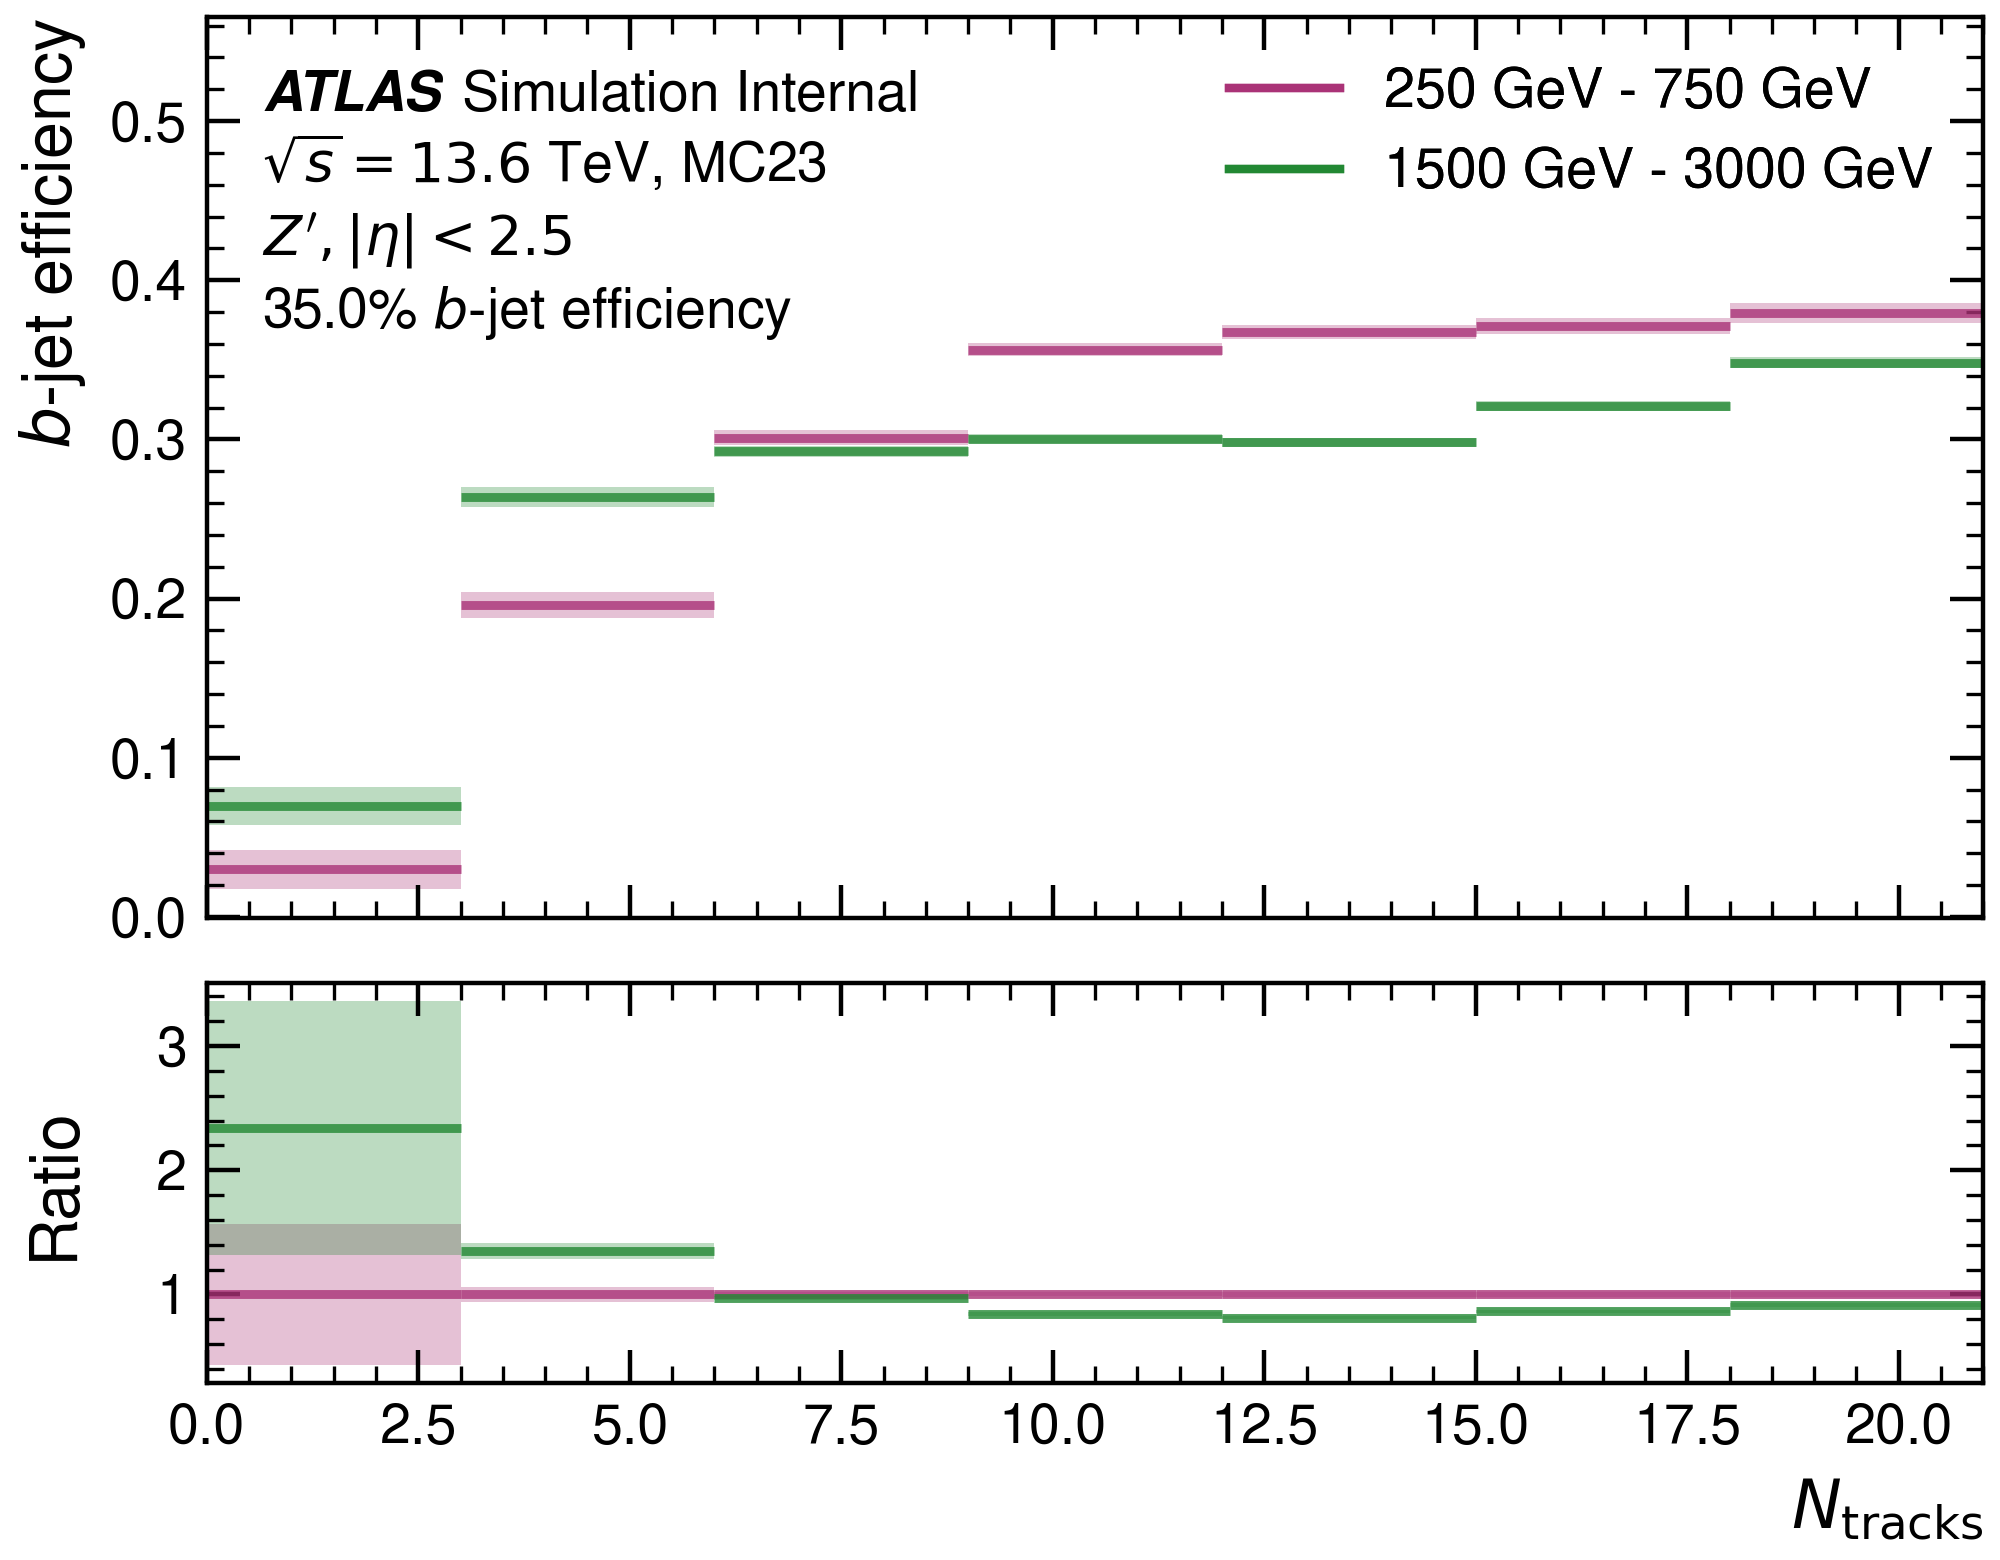 b-jet efficiency
ATLAS Simulation Internal
√s = 13.6 TeV, MC23
Z′, |η| < 2.5
35.0% b-jet efficiency
250 GeV - 750 GeV
1500 GeV - 3000 GeV
0.5
0.4
0.3
0.2
0.1
0.0
Ratio
3
2
1
0.0 2.5 5.0 7.5 10.0 12.5 15.0 17.5 20.0
N_tracks